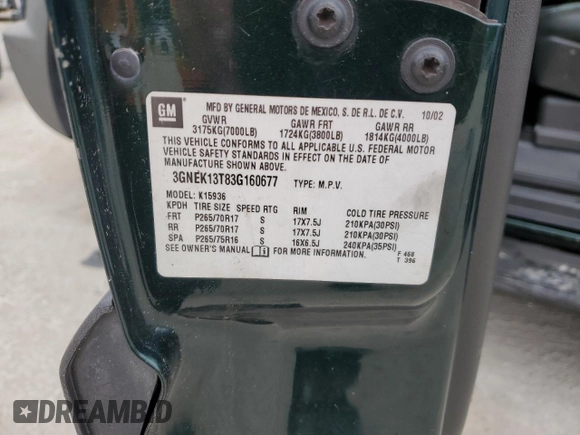 GM
MFD BY GENERAL MOTORS DE MEXICO, S. DE R.L. DE C.V. 10/02
GVWR GAWR FRT GAWR RR
3175KG(7000LB) 1724KG(3800LB) 1814KG(4000LB)
THIS VEHICLE CONFORMS TO ALL APPLICABLE U.S. FEDERAL MOTOR
VEHICLE SAFETY STANDARDS IN EFFECT ON THE DATE OF
MANUFACTURE SHOWN ABOVE.
3GNEK13T83G160677 TYPE: M.P.V.
MODEL: K15936
KPDH TIRE SIZE SPEED RTG RIM COLD TIRE PRESSURE
FRT P265/70R17 S 17X7.5J 210KPA(30PSI)
RR P265/70R17 S 17X7.5J 210KPA(30PSI)
SPA P265/75R16 S 16X6.5J 240KPA(35PSI)
SEE OWNER'S MANUAL FOR MORE INFORMATION.
F 460
T 396
DREAMBID